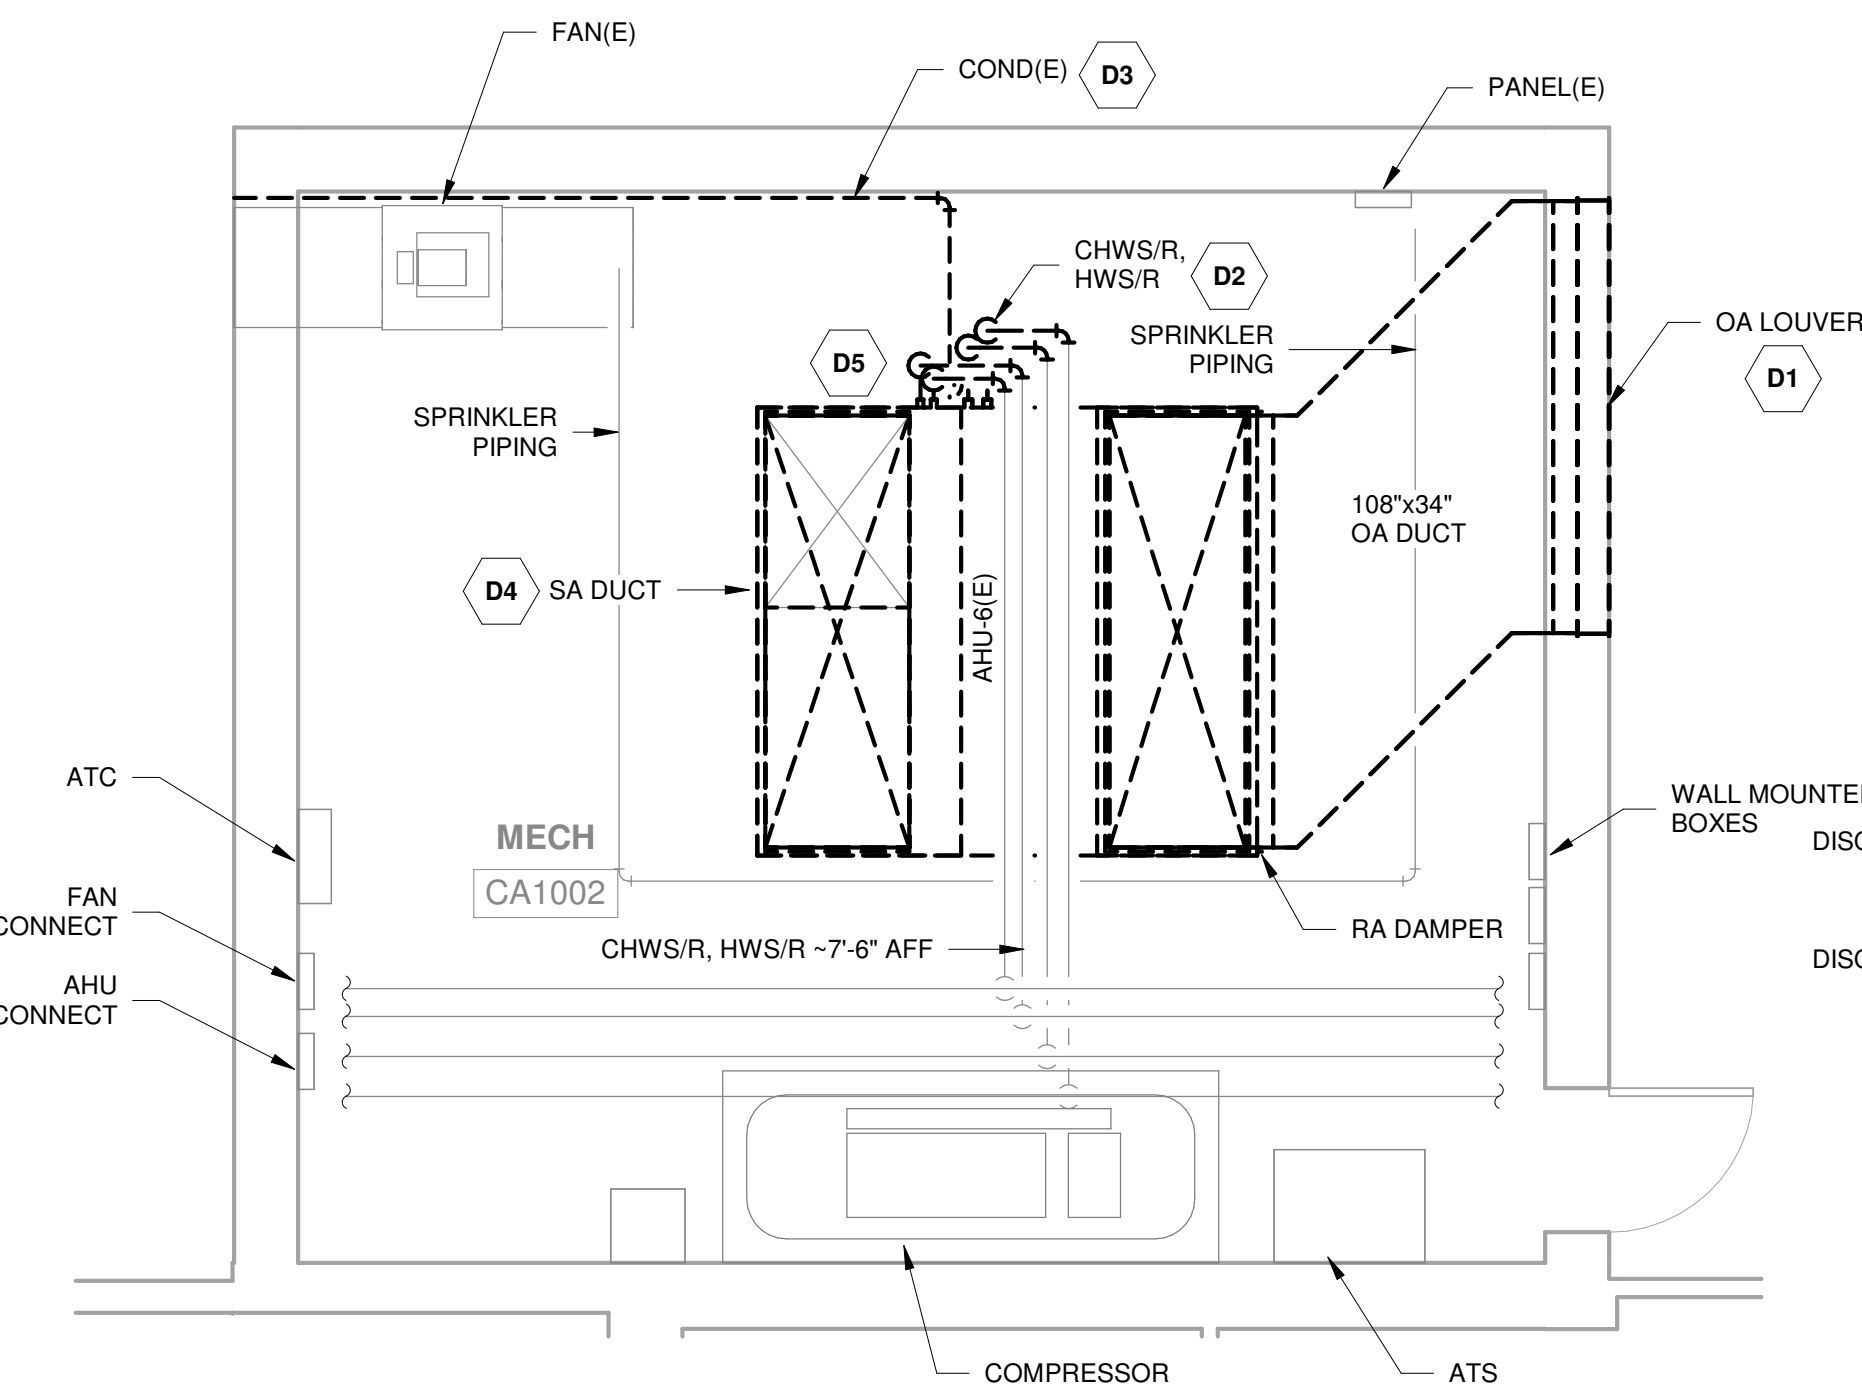 FAN(E)
COND(E)
D3
PANEL(E)
CHWS/R,
HWS/R
D2
SPRINKLER
PIPING
OA LOUVER
D1
D5
SPRINKLER
PIPING
108"x34"
OA DUCT
D4
SA DUCT
AHU-6(E)
ATC
MECH
CA1002
WALL MOUNTE
BOXES
DISC
FAN
CONNECT
RA DAMPER
CHWS/R, HWS/R ~7'-6" AFF
DISC
AHU
CONNECT
COMPRESSOR
ATS